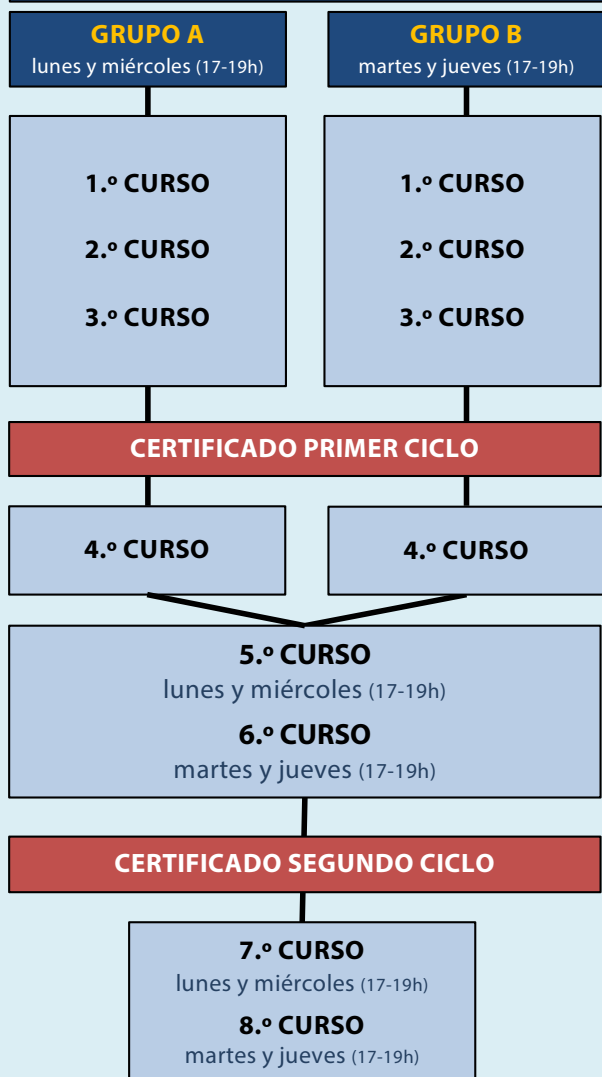 GRUPO A
lunes y miércoles (17-19h)
GRUPO B
martes y jueves (17-19h)
1.º CURSO
2.º CURSO
3.º CURSO
1.º CURSO
2.º CURSO
3.º CURSO
CERTIFICADO PRIMER CICLO
4.º CURSO
4.º CURSO
5.º CURSO
lunes y miércoles (17-19h)
6.º CURSO
martes y jueves (17-19h)
CERTIFICADO SEGUNDO CICLO
7.º CURSO
lunes y miércoles (17-19h)
8.º CURSO
martes y jueves (17-19h)